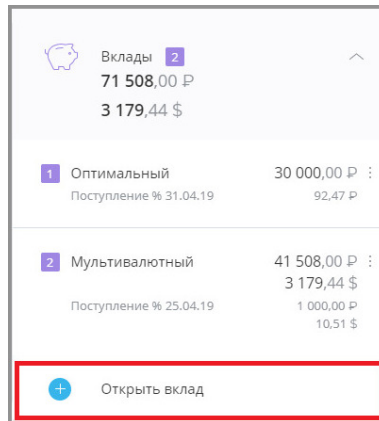 Вклады 2
71 508,00 ₽
3 179,44 $
1 Оптимальный 30 000,00 ₽
Поступление % 31.04.19 92,47 ₽
2 Мультивалютный 41 508,00 ₽
3 179,44 $
Поступление % 25.04.19 1 000,00 ₽
10,51 $
+ Открыть вклад